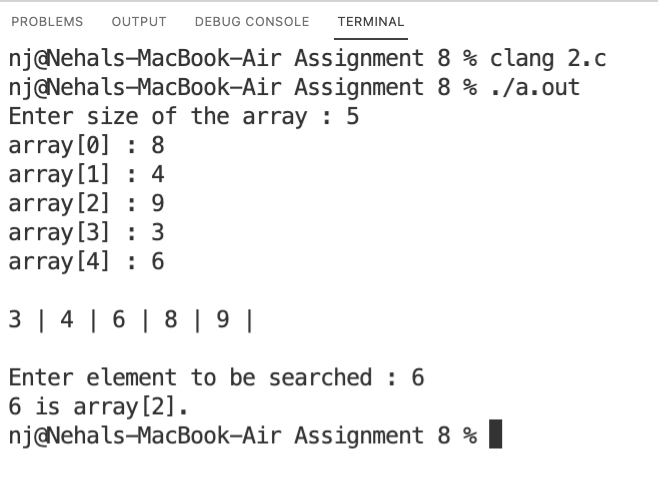 PROBLEMS OUTPUT DEBUG CONSOLE TERMINAL
nj@Nehals-MacBook-Air Assignment 8 % clang 2.c
nj@Nehals-MacBook-Air Assignment 8 % ./a.out
Enter size of the array : 5
array[0] : 8
array[1] : 4
array[2] : 9
array[3] : 3
array[4] : 6
3 | 4 | 6 | 8 | 9 |
Enter element to be searched : 6
6 is array[2].
nj@Nehals-MacBook-Air Assignment 8 %